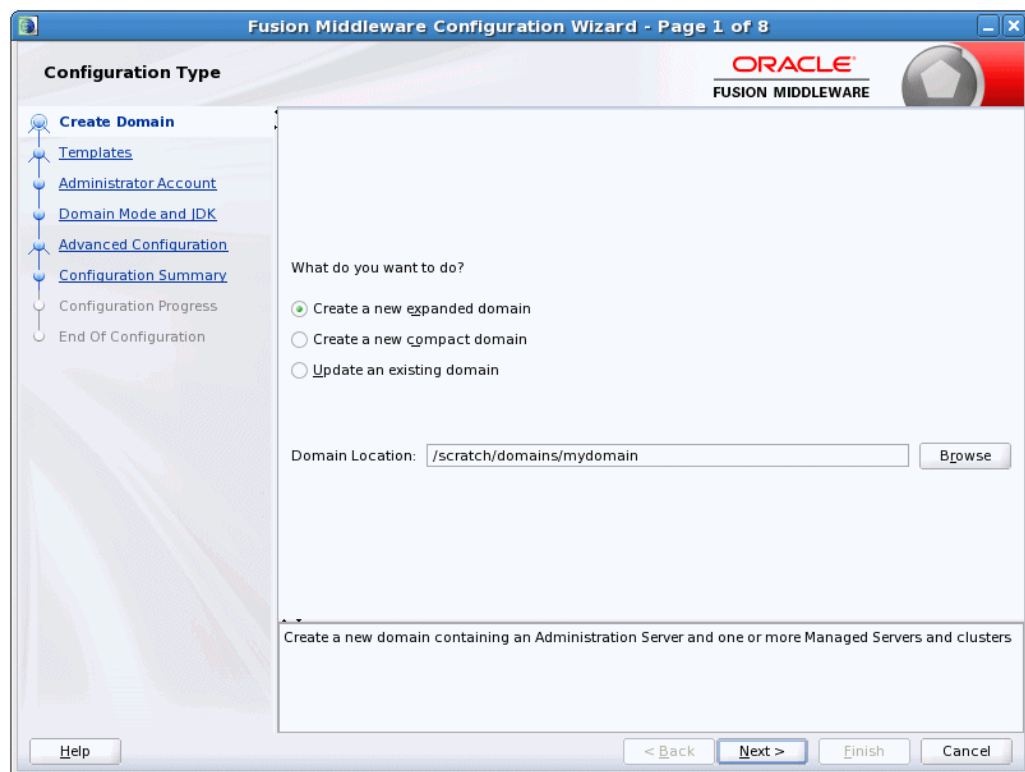 Fusion Middleware Configuration Wizard - Page 1 of 8
Configuration Type
ORACLE
FUSION MIDDLEWARE
Create Domain
Templates
Administrator Account
Domain Mode and JDK
Advanced Configuration
Configuration Summary
Configuration Progress
End Of Configuration
What do you want to do?
Create a new expanded domain
Create a new compact domain
Update an existing domain
Domain Location: /scratch/domains/mydomain Browse
Create a new domain containing an Administration Server and one or more Managed Servers and clusters
Help < Back Next > Finish Cancel